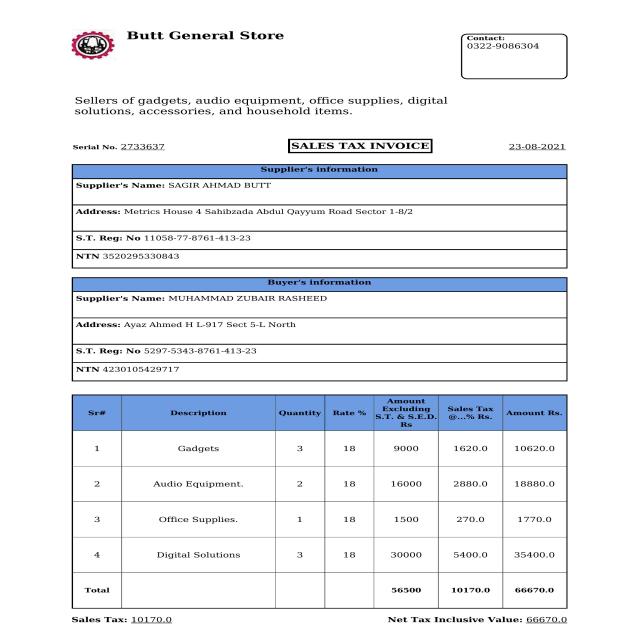 Butt General Store
Contact:
0322-9086304
Sellers of gadgets, audio equipment, office supplies, digital
solutions, accessories, and household items.
Serial No. 2733637 SALES TAX INVOICE 23-08-2021
Supplier's information
Supplier's Name: SAGIR AHMAD BUTT
Address: Metrics House 4 Sahibzada Abdul Qayyum Road Sector 1-8/2
S.T. Reg: No 11058-77-8761-413-23
NTN 3520295330843
Buyer's information
Supplier's Name: MUHAMMAD ZUBAIR RASHEED
Address: Ayaz Ahmed H L-917 Sect 5-L North
S.T. Reg: No 5297-5343-8761-413-23
NTN 4230105429717
Sr# Description Quantity Rate % Amount Excluding S.T. & S.E.D. Rs Sales Tax @...% Rs. Amount Rs.
1 Gadgets 3 18 9000 1620.0 10620.0
2 Audio Equipment. 2 18 16000 2880.0 18880.0
3 Office Supplies. 1 18 1500 270.0 1770.0
4 Digital Solutions 3 18 30000 5400.0 35400.0
Total 56500 10170.0 66670.0
Sales Tax: 10170.0 Net Tax Inclusive Value: 66670.0